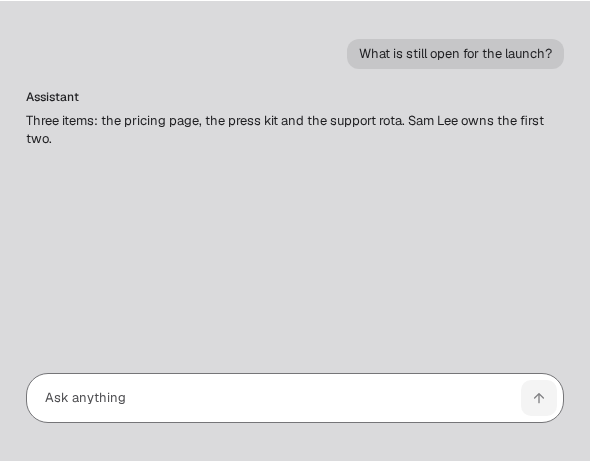 What is still open for the launch?
Assistant
Three items: the pricing page, the press kit and the support rota. Sam Lee owns the first
two.
Ask anything